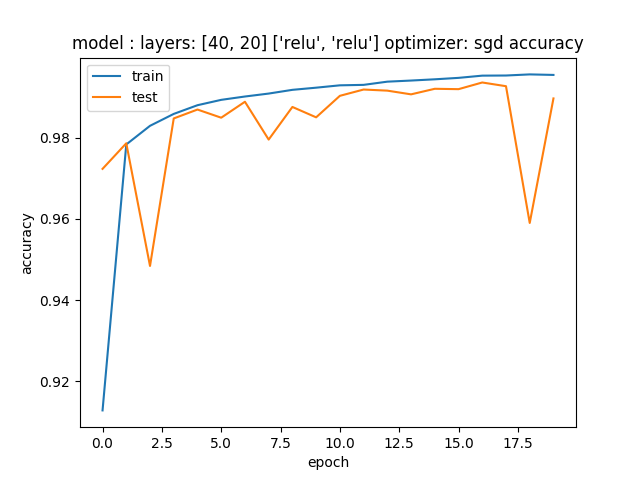 model : layers: [40, 20] ['relu', 'relu'] optimizer: sgd accuracy
train
test
0.98
0.96
0.94
0.92
accuracy
0.0 2.5 5.0 7.5 10.0 12.5 15.0 17.5
epoch